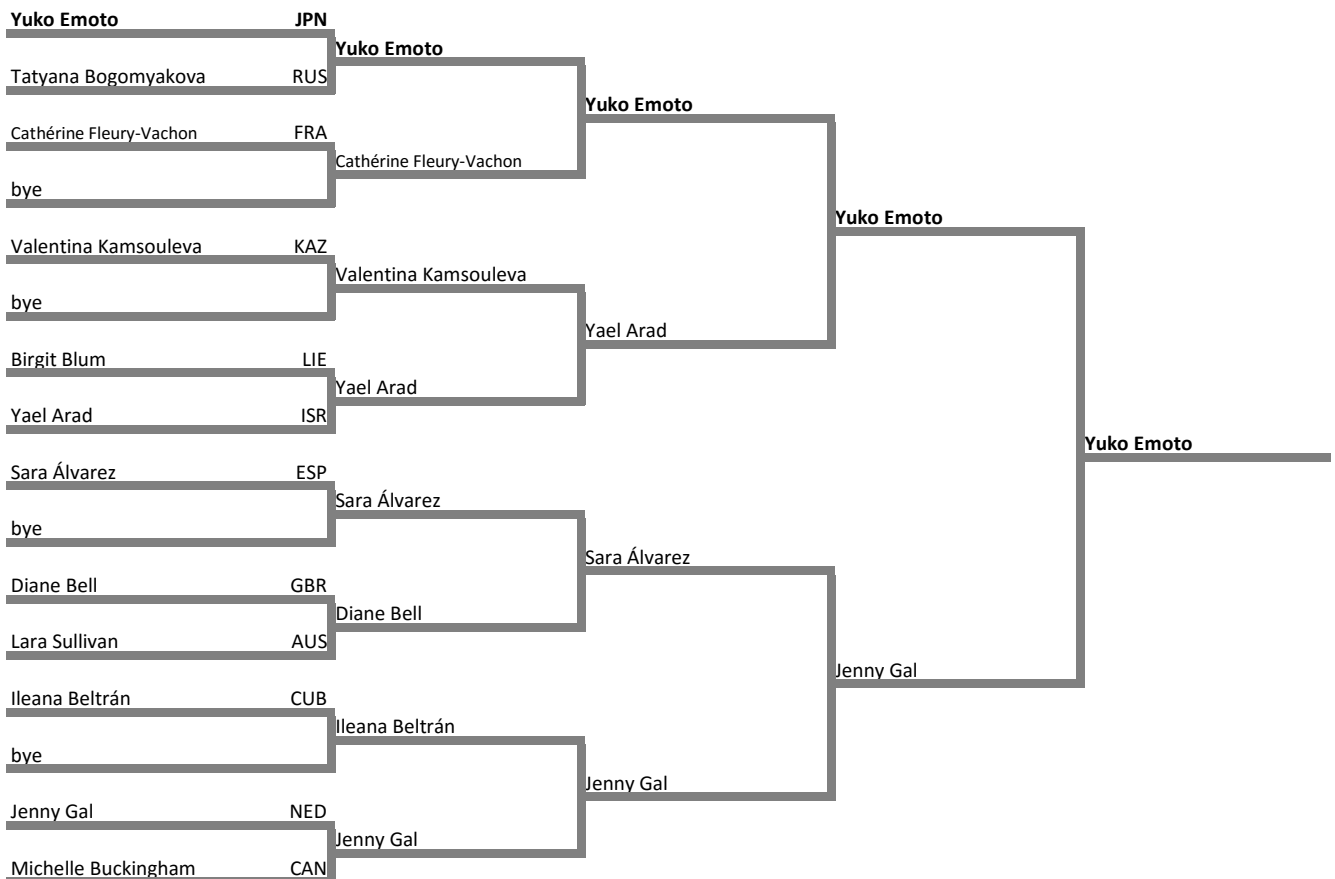 Yuko Emoto JPN
Tatyana Bogomyakova RUS
Cathérine Fleury-Vachon FRA
bye
Valentina Kamsouleva KAZ
bye
Birgit Blum LIE
Yael Arad ISR
Sara Álvarez ESP
bye
Diane Bell GBR
Lara Sullivan AUS
Ileana Beltrán CUB
bye
Jenny Gal NED
Michelle Buckingham CAN
Yuko Emoto
Cathérine Fleury-Vachon
Valentina Kamsouleva
Yael Arad
Sara Álvarez
Diane Bell
Ileana Beltrán
Jenny Gal
Yuko Emoto
Yael Arad
Sara Álvarez
Jenny Gal
Yuko Emoto
Jenny Gal
Yuko Emoto